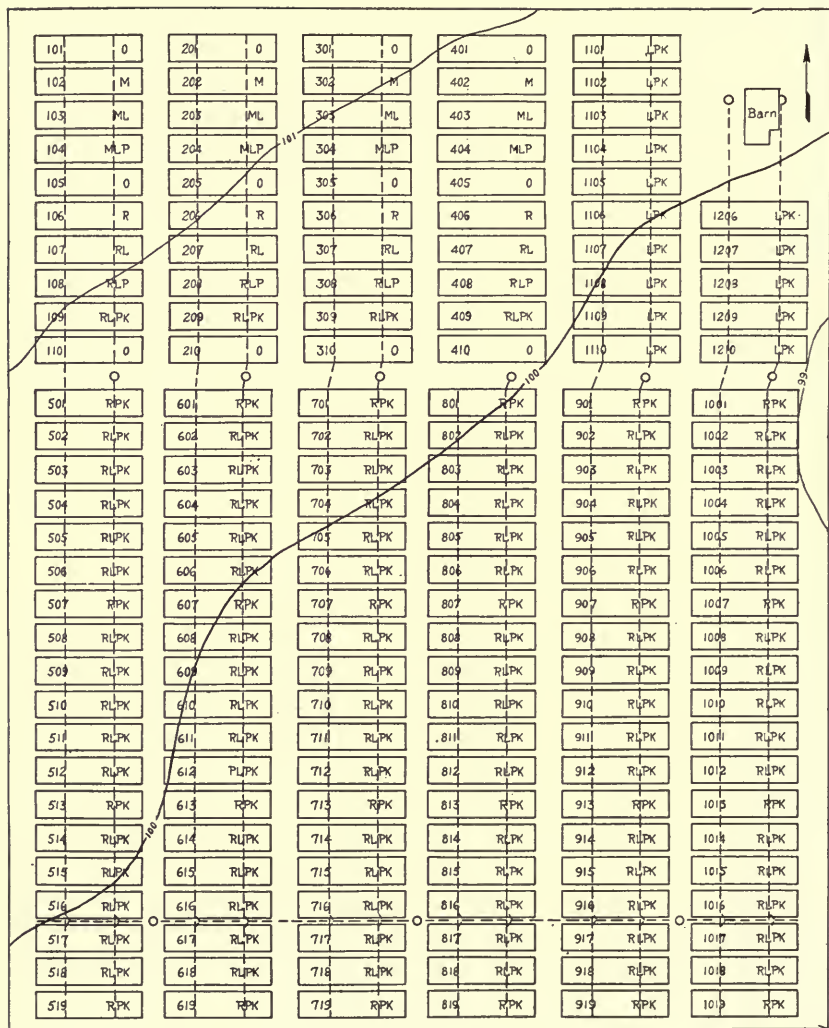 101 O 201 O 301 O 401 O 1101 LPK
102 M 202 M 302 M 402 M 1102 LPK
103 ML 203 ML 303 ML 403 ML 1103 LPK Barn
104 MLP 204 MLP 304 MLP 404 MLP 1104 LPK
101
105 O 205 O 305 O 405 O 1105 LPK
106 R 206 R 306 R 406 R 1106 LPK 1206 LPK
107 RL 207 RL 307 RL 407 RL 1107 LPK 1207 LPK
108 RLP 208 RLP 308 RLP 408 RLP 1108 LPK 1208 LPK
109 RLPK 209 RLPK 309 RLPK 409 RLPK 1109 LPK 1209 LPK
110 O 210 O 310 O 410 O 1110 LPK 1210 LPK
100
99
501 RPK 601 RPK 701 RPK 801 RPK 901 RPK 1001 RPK
502 RLPK 602 RLPK 702 RLPK 802 RLPK 902 RLPK 1002 RLPK
503 RLPK 603 RLPK 703 RLPK 803 RLPK 903 RLPK 1003 RLPK
504 RLPK 604 RLPK 704 RLPK 804 RLPK 904 RLPK 1004 RLPK
505 RLPK 605 RLPK 705 RLPK 805 RLPK 905 RLPK 1005 RLPK
506 RLPK 606 RLPK 706 RLPK 806 RLPK 906 RLPK 1006 RLPK
507 RPK 607 RPK 707 RPK 807 RPK 907 RPK 1007 RPK
508 RLPK 608 RLPK 708 RLPK 808 RLPK 908 RLPK 1008 RLPK
509 RLPK 609 RLPK 709 RLPK 809 RLPK 909 RLPK 1009 RLPK
510 RLPK 610 RLPK 710 RLPK 810 RLPK 910 RLPK 1010 RLPK
511 RLPK 611 RLPK 711 RLPK 811 RLPK 911 RLPK 1011 RLPK
512 RLPK 612 PLPK 712 RLPK 812 RLPK 912 RLPK 1012 RLPK
513 RPK 613 RPK 713 RPK 813 RPK 913 RPK 1013 RPK
100
514 RLPK 614 RLPK 714 RLPK 814 RLPK 914 RLPK 1014 RLPK
515 RLPK 615 RLPK 715 RLPK 815 RLPK 915 RLPK 1015 RLPK
516 RLPK 616 RLPK 716 RLPK 816 RLPK 916 RLPK 1016 RLPK
517 RLPK 617 RLPK 717 RLPK 817 RLPK 917 RLPK 1017 RLPK
518 RLPK 618 RLPK 718 RLPK 818 RLPK 918 RLPK 1018 RLPK
519 RPK 619 RPK 719 RPK 819 RPK 919 RPK 1019 RPK